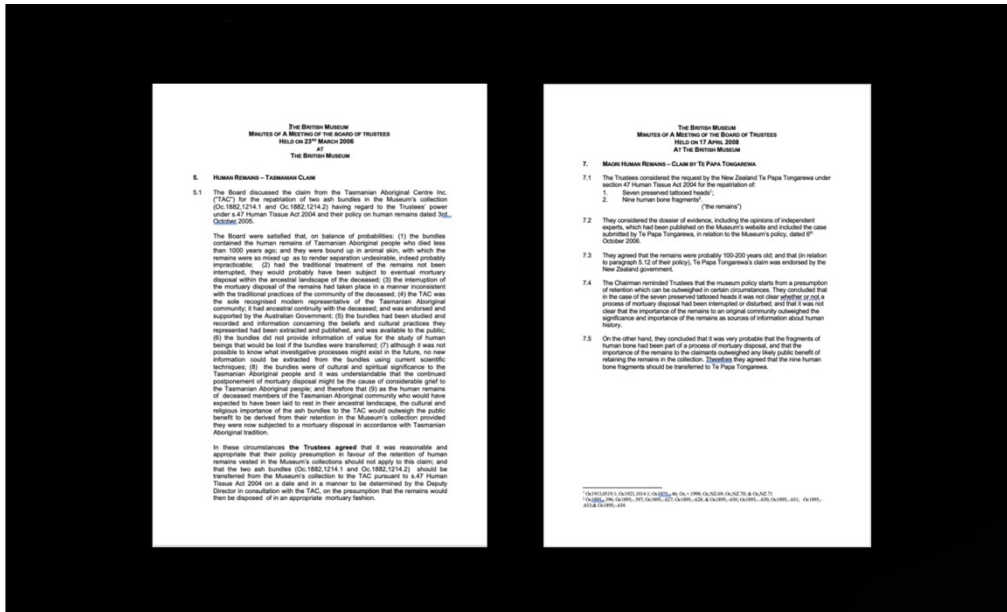 THE BRITISH MUSEUM
MINUTES OF A MEETING OF THE BOARD OF TRUSTEES
HELD ON 23RD MARCH 2006
AT
THE BRITISH MUSEUM
5. HUMAN REMAINS – TASMANIAN CLAIM
5.1 The Board discussed the claim from the Tasmanian Aboriginal Centre Inc.
("TAC") for the repatriation of two ash bundles in the Museum's collection
(Oc.1882,1214.1 and Oc.1882,1214.2) having regard to the Trustees' power
under s.47 Human Tissue Act 2004 and their policy on human remains dated 3rd
October 2005.
The Board were satisfied that, on balance of probabilities: (1) the bundles
contained the human remains of Tasmanian Aboriginal people who died less
than 1000 years ago; and they were bound up in animal skin, with which the
remains were so mixed up as to render separation undesirable, indeed probably
impracticable; (2) had the traditional treatment of the remains not been
interrupted, they would probably have been subject to eventual mortuary
disposal within the ancestral landscape of the deceased; (3) the interruption of
the mortuary disposal of the remains had taken place in a manner inconsistent
with the traditional practices of the community of the deceased; (4) the TAC was
the sole recognised modern representative of the Tasmanian Aboriginal
community; it had ancestral continuity with the deceased; and was endorsed and
supported by the Australian Government; (5) the bundles had been studied and
recorded and information concerning the beliefs and cultural practices they
represented had been extracted and published, and was available to the public;
(6) the bundles did not provide information of value for the study of human
beings that would be lost if the bundles were transferred; (7) although it was not
possible to know what investigative processes might exist in the future, no new
information could be extracted from the bundles using current scientific
techniques; (8) the bundles were of cultural and spiritual significance to the
Tasmanian Aboriginal people and it was understandable that the continued
postponement of mortuary disposal might be the cause of considerable grief to
the Tasmanian Aboriginal people; and therefore that (9) as the human remains
of deceased members of the Tasmanian Aboriginal community who would have
expected to have been laid to rest in their ancestral landscape, the cultural and
religious importance of the ash bundles to the TAC would outweigh the public
benefit to be derived from their retention in the Museum's collection provided
they were now subjected to a mortuary disposal in accordance with Tasmanian
Aboriginal tradition.
In these circumstances the Trustees agreed that it was reasonable and
appropriate that their policy presumption in favour of the retention of human
remains vested in the Museum's collections should not apply to this claim; and
that the two ash bundles (Oc.1882,1214.1 and Oc.1882,1214.2) should be
transferred from the Museum's collection to the TAC pursuant to s.47 Human
Tissue Act 2004 on a date and in a manner to be determined by the Deputy
Director in consultation with the TAC, on the presumption that the remains would
then be disposed of in an appropriate mortuary fashion.
THE BRITISH MUSEUM
MINUTES OF A MEETING OF THE BOARD OF TRUSTEES
HELD ON 17 APRIL 2008
AT THE BRITISH MUSEUM
7. MAORI HUMAN REMAINS – CLAIM BY TE PAPA TONGAREWA
7.1 The Trustees considered the request by the New Zealand Te Papa Tongarewa under
section 47 Human Tissue Act 2004 for the repatriation of:
1. Seven preserved tattooed heads¹;
2. Nine human bone fragments²
("the remains")
7.2 They considered the dossier of evidence, including the opinions of independent
experts, which had been published on the Museum's website and included the case
submitted by Te Papa Tongarewa, in relation to the Museum's policy, dated 6th
October 2006.
7.3 They agreed that the remains were probably 100-200 years old; and that (in relation
to paragraph 5.12 of their policy), Te Papa Tongarewa's claim was endorsed by the
New Zealand government.
7.4 The Chairman reminded Trustees that the museum policy starts from a presumption
of retention which can be outweighed in certain circumstances. They concluded that
in the case of the seven preserved tattooed heads it was not clear whether or not a
process of mortuary disposal had been interrupted or disturbed; and that it was not
clear that the importance of the remains to an original community outweighed the
significance and importance of the remains as sources of information about human
history.
7.5 On the other hand, they concluded that it was very probable that the fragments of
human bone had been part of a process of mortuary disposal, and that the
importance of the remains to the claimants outweighed any likely public benefit of
retaining the remains in the collection. Therefore they agreed that the nine human
bone fragments should be transferred to Te Papa Tongarewa.